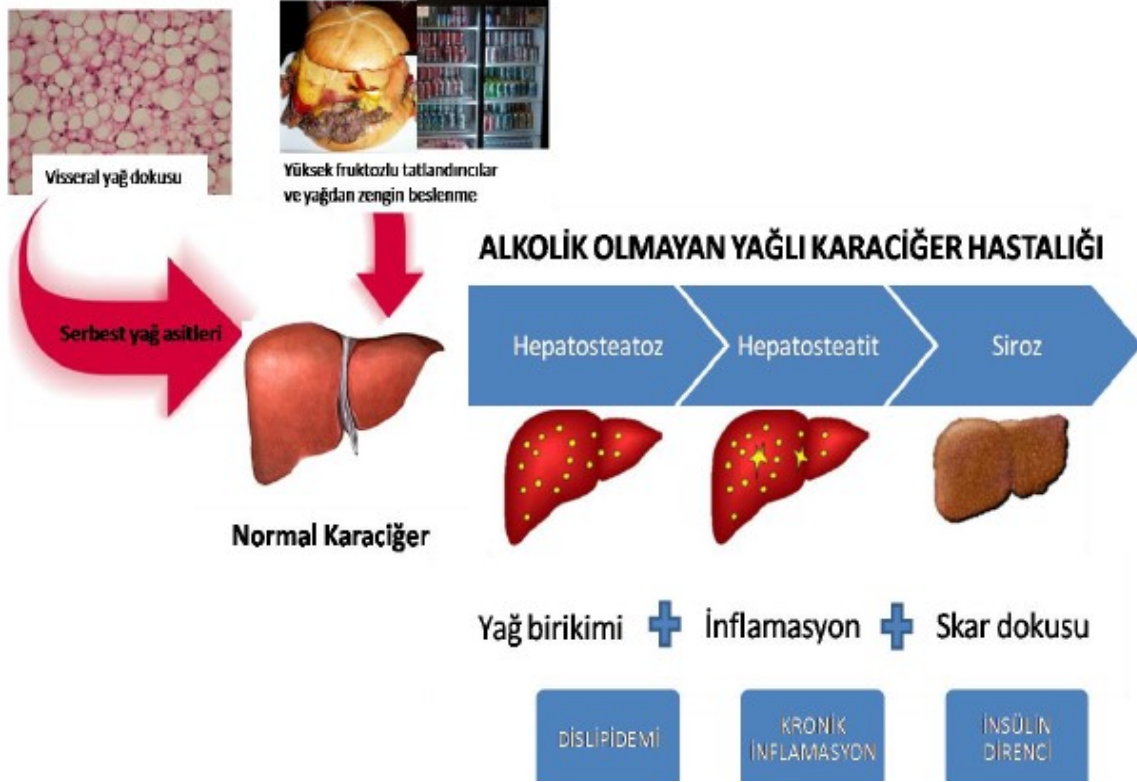 Visseral yağ dokusu
Yüksek fruktozlu tatlandırıcılar
ve yağdan zengin beslenme
Serbest yağ asitleri
Normal Karaciğer
ALKOLİK OLMAYAN YAĞLI KARACİĞER HASTALIĞI
Hepatosteatoz
Hepatosteatit
Siroz
Yağ birikimi
İnflamasyon
Skar dokusu
DİSLİPİDEMİ
KRONİK
İNFLAMASYON
İNSÜLİN
DİRENCİ